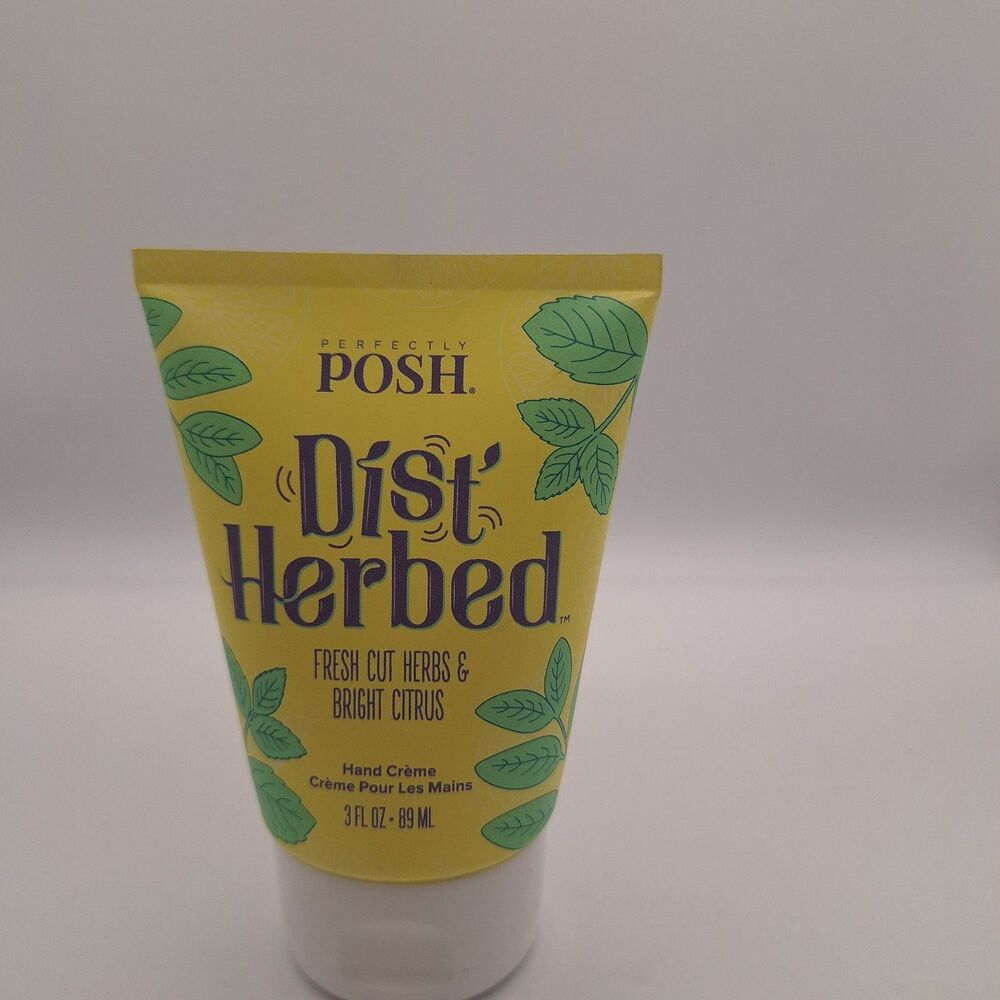 PERFECTLY
POSH®
Dist'
Herbed™
FRESH CUT HERBS &
BRIGHT CITRUS
Hand Crème
Crème Pour Les Mains
3 FL OZ • 89 ML